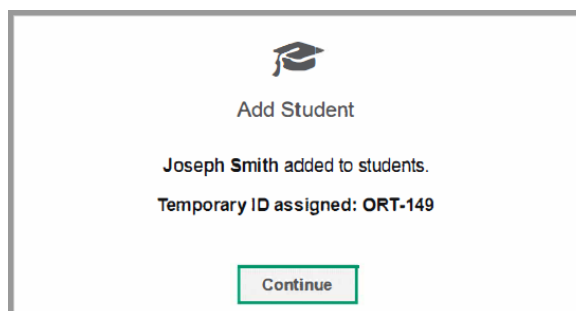 Add Student
Joseph Smith added to students.
Temporary ID assigned: ORT-149
Continue